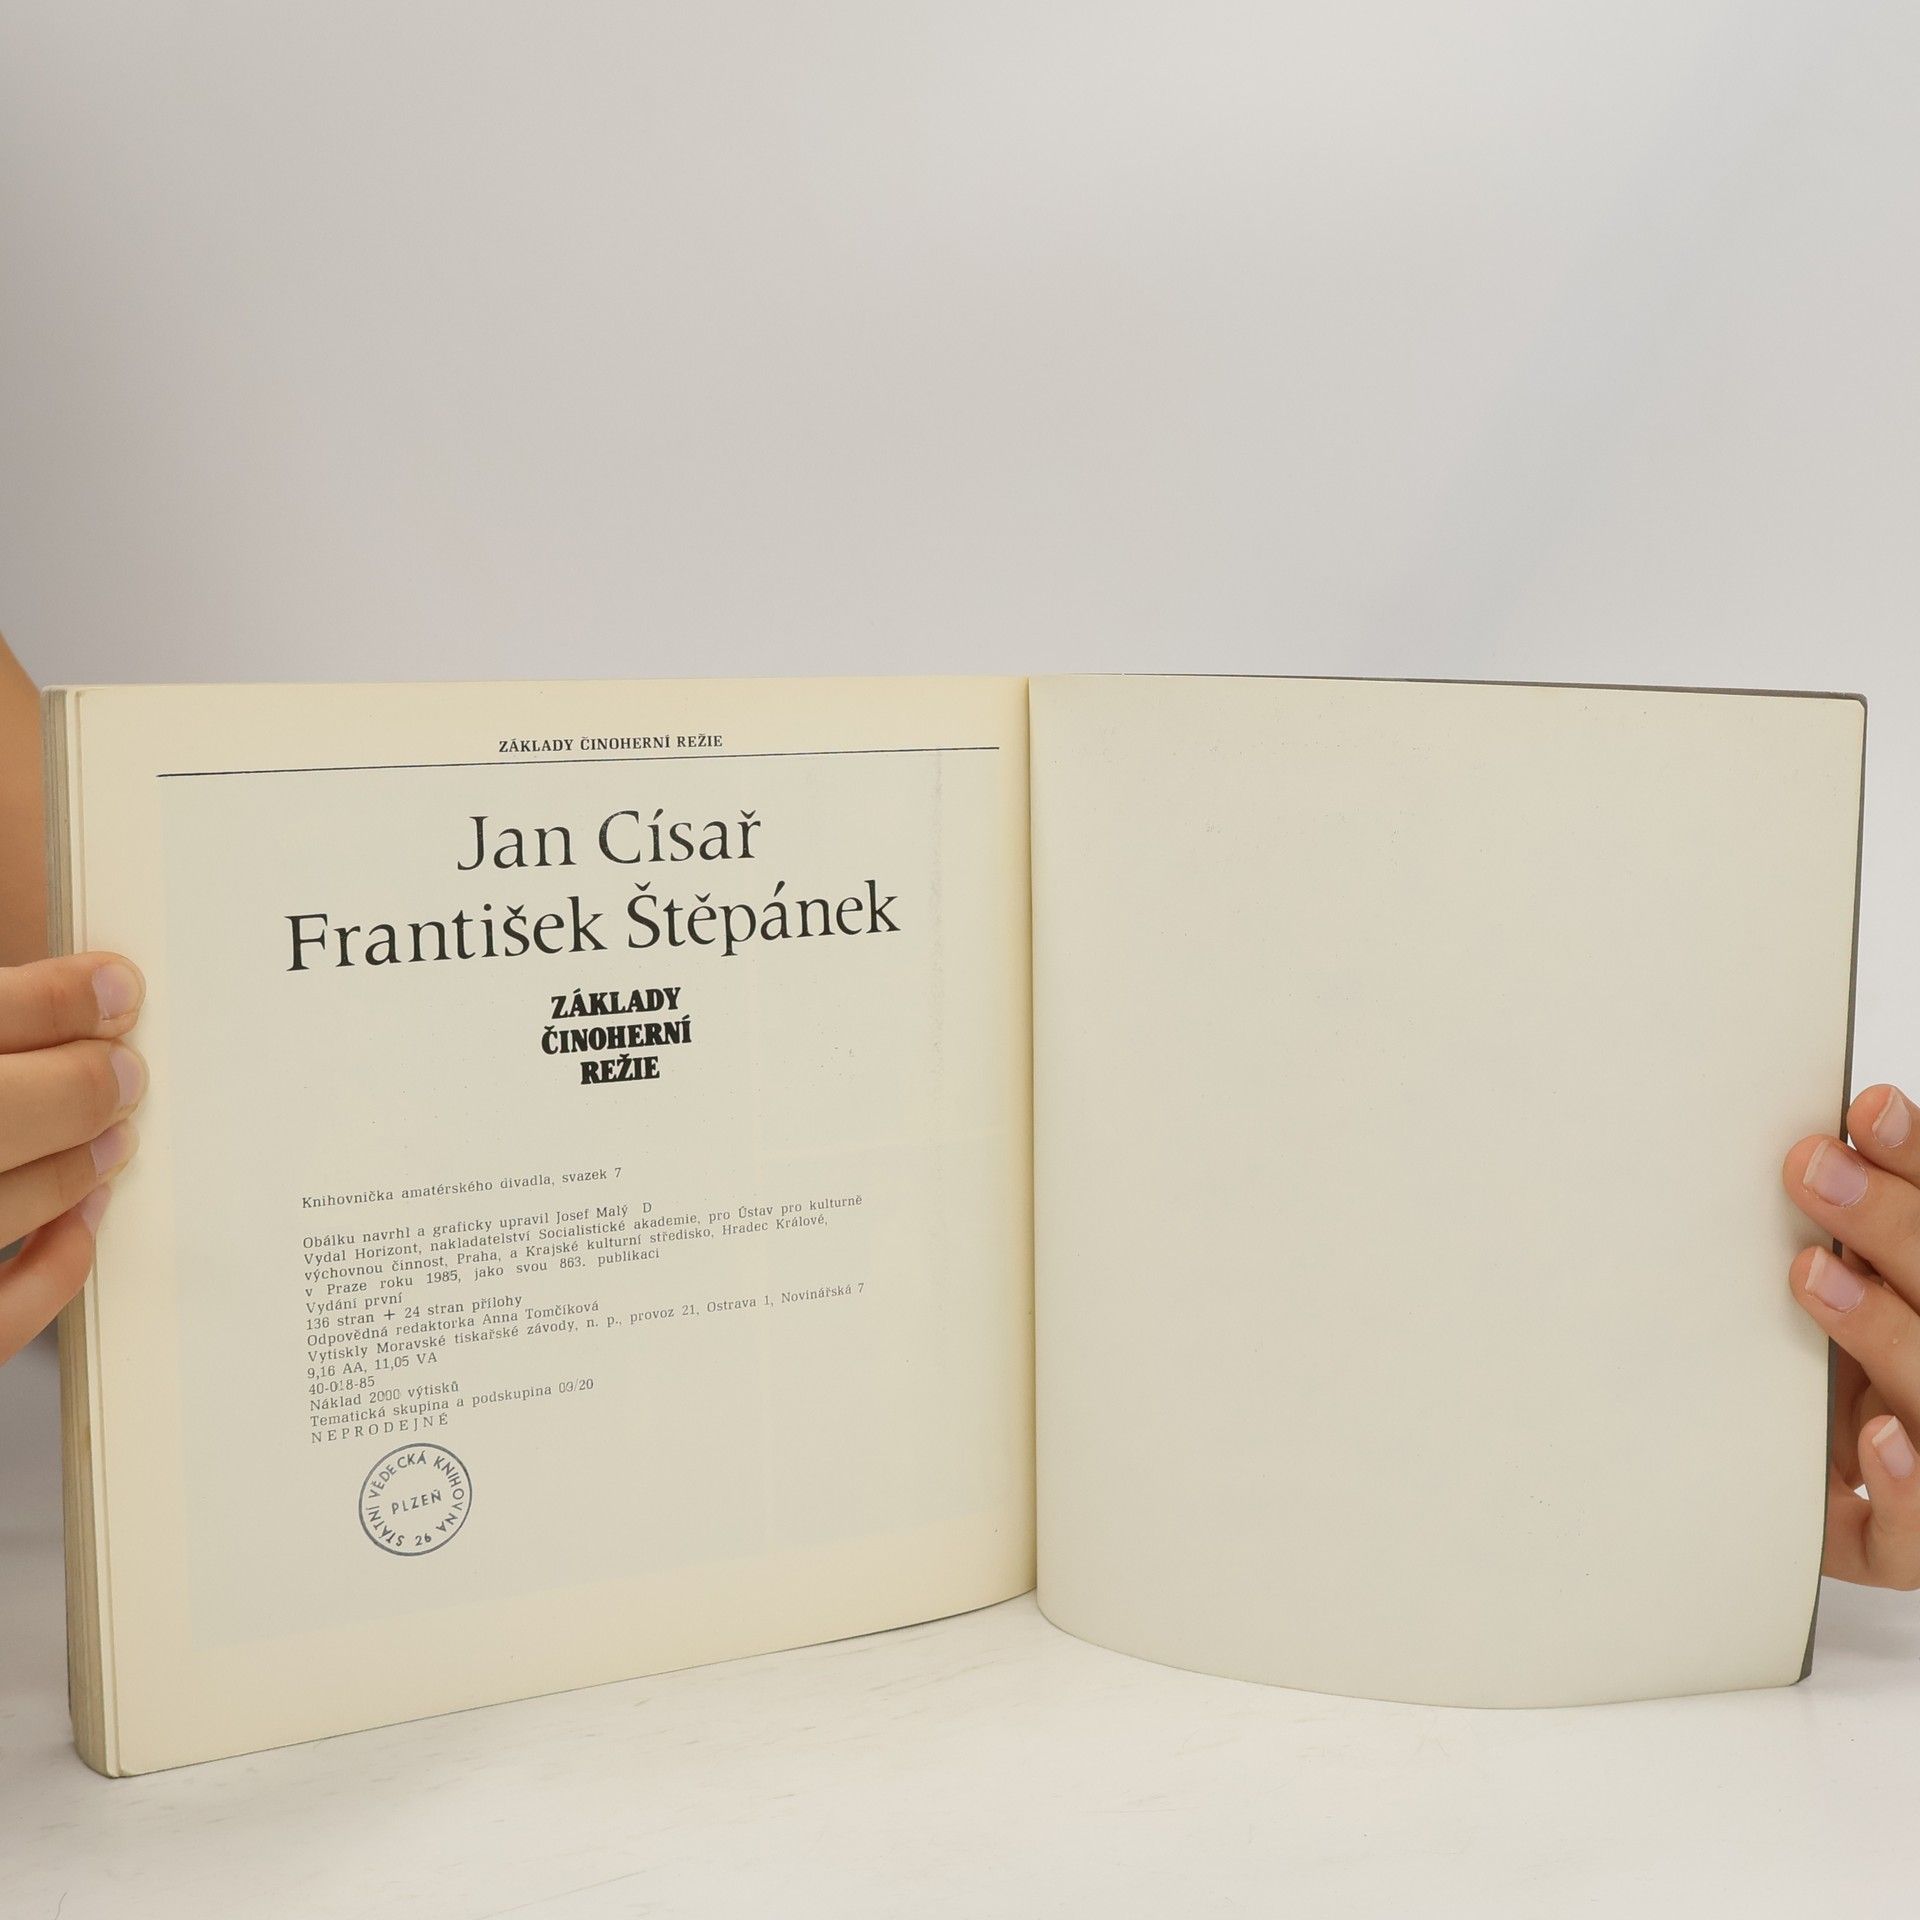 ZÁKLADY ČINOHERNÍ REŽIE
Jan Císař
František Štěpánek
ZÁKLADY
ČINOHERNÍ
REŽIE
Knihovnička amatérského divadla, svazek 7
Obálku navrhl a graficky upravil Josef Malý D
Vydal Horizont, nakladatelství Socialistické akademie, pro Ústav pro kulturně
výchovnou činnost, Praha, a Krajské kulturní středisko, Hradec Králové,
v Praze roku 1985, jako svou 863. publikaci
Vydání první
136 stran + 24 stran přílohy
Odpovědná redaktorka Anna Tomčíková
Vytiskly Moravské tiskařské závody, n. p., provoz 21, Ostrava 1, Novinářská 7
9,16 AA, 11,05 VA
40-018-85
Náklad 2000 výtisků
Tematická skupina a podskupina 09/20
NEPRODEJNÉ
STÁTNÍ VĚDECKÁ KNIHOVNA
PLZEŇ
26